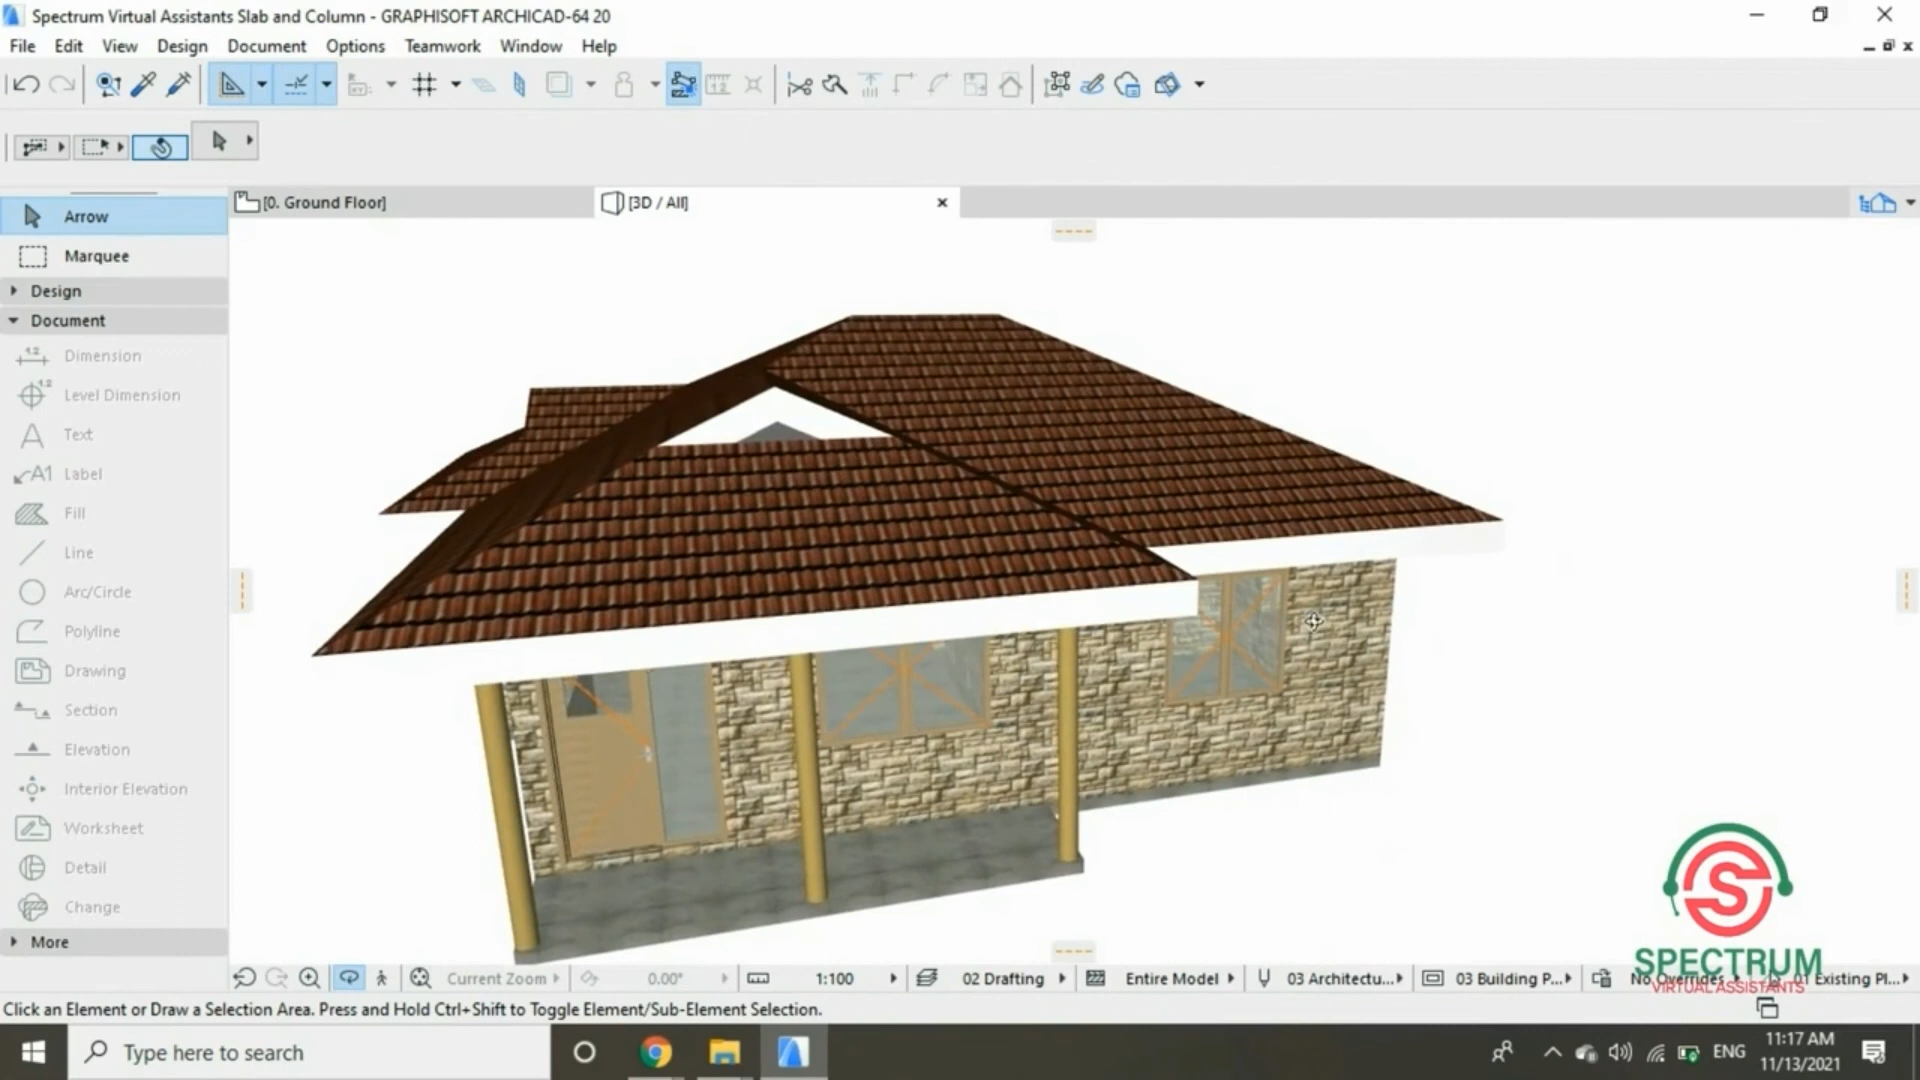 Spectrum Virtual Assistants Slab and Column - GRAPHISOFT ARCHICAD-64 20
File Edit View Design Document Options Teamwork Window Help
[0. Ground Floor] [3D / All]
Arrow
Marquee
Design
Document
1.2 Dimension
1.2 Level Dimension
A Text
A1 Label
Fill
Line
Arc/Circle
Polyline
Drawing
Section
Elevation
Interior Elevation
Worksheet
Detail
Change
More
SPECTRUM
VIRTUAL ASSISTANTS
Current Zoom 0.00° 1:100 02 Drafting Entire Model 03 Architectu... 03 Building P... No Overrides 01 Existing Pl...
Click an Element or Draw a Selection Area. Press and Hold Ctrl+Shift to Toggle Element/Sub-Element Selection.
Type here to search
ENG
11:17 AM
11/13/2021